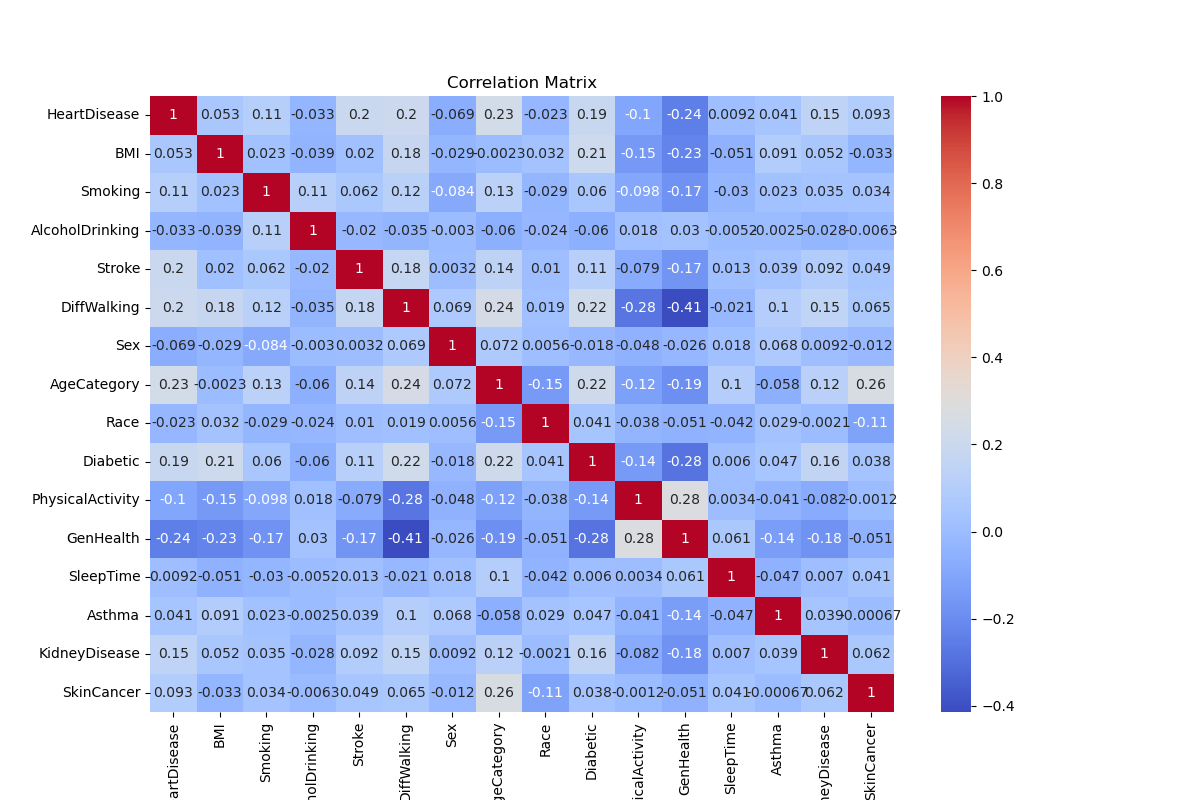 Correlation Matrix
HeartDisease 1 0.053 0.11 -0.033 0.2 0.2 -0.069 0.23 -0.023 0.19 -0.1 -0.24 0.0092 0.041 0.15 0.093
BMI 0.053 1 0.023 -0.039 0.02 0.18 -0.029 -0.0023 0.032 0.21 -0.15 -0.23 -0.051 0.091 0.052 -0.033
Smoking 0.11 0.023 1 0.11 0.062 0.12 -0.084 0.13 -0.029 0.06 -0.098 -0.17 -0.03 0.023 0.035 0.034
AlcoholDrinking -0.033 -0.039 0.11 1 -0.02 -0.035 -0.003 -0.06 -0.024 -0.06 0.018 0.03 -0.0052 -0.0025 -0.028 -0.0063
Stroke 0.2 0.02 0.062 -0.02 1 0.18 0.0032 0.14 0.01 0.11 -0.079 -0.17 0.013 0.039 0.092 0.049
DiffWalking 0.2 0.18 0.12 -0.035 0.18 1 0.069 0.24 0.019 0.22 -0.28 -0.41 -0.021 0.1 0.15 0.065
Sex -0.069 -0.029 -0.084 -0.003 0.0032 0.069 1 0.072 0.0056 -0.018 -0.048 -0.026 0.018 0.068 0.0092 -0.012
AgeCategory 0.23 -0.0023 0.13 -0.06 0.14 0.24 0.072 1 -0.15 0.22 -0.12 -0.19 0.1 -0.058 0.12 0.26
Race -0.023 0.032 -0.029 -0.024 0.01 0.019 0.0056 -0.15 1 0.041 -0.038 -0.051 -0.042 0.029 -0.0021 -0.11
Diabetic 0.19 0.21 0.06 -0.06 0.11 0.22 -0.018 0.22 0.041 1 -0.14 -0.28 0.006 0.047 0.16 0.038
PhysicalActivity -0.1 -0.15 -0.098 0.018 -0.079 -0.28 -0.048 -0.12 -0.038 -0.14 1 0.28 0.0034 -0.041 -0.082 -0.0012
GenHealth -0.24 -0.23 -0.17 0.03 -0.17 -0.41 -0.026 -0.19 -0.051 -0.28 0.28 1 0.061 -0.14 -0.18 -0.051
SleepTime 0.0092 -0.051 -0.03 -0.0052 0.013 -0.021 0.018 0.1 -0.042 0.006 0.0034 0.061 1 -0.047 0.007 0.041
Asthma 0.041 0.091 0.023 -0.0025 0.039 0.1 0.068 -0.058 0.029 0.047 -0.041 -0.14 -0.047 1 0.039 -0.00067
KidneyDisease 0.15 0.052 0.035 -0.028 0.092 0.15 0.0092 0.12 -0.0021 0.16 -0.082 -0.18 0.007 0.039 1 0.062
SkinCancer 0.093 -0.033 0.034 -0.0063 0.049 0.065 -0.012 0.26 -0.11 0.038 -0.0012 -0.051 0.041 -0.00067 0.062 1
artDisease
BMI
Smoking
holDrinking
Stroke
DiffWalking
Sex
geCategory
Race
Diabetic
icalActivity
GenHealth
SleepTime
Asthma
neyDisease
SkinCancer
1.0
0.8
0.6
0.4
0.2
0.0
−0.2
−0.4